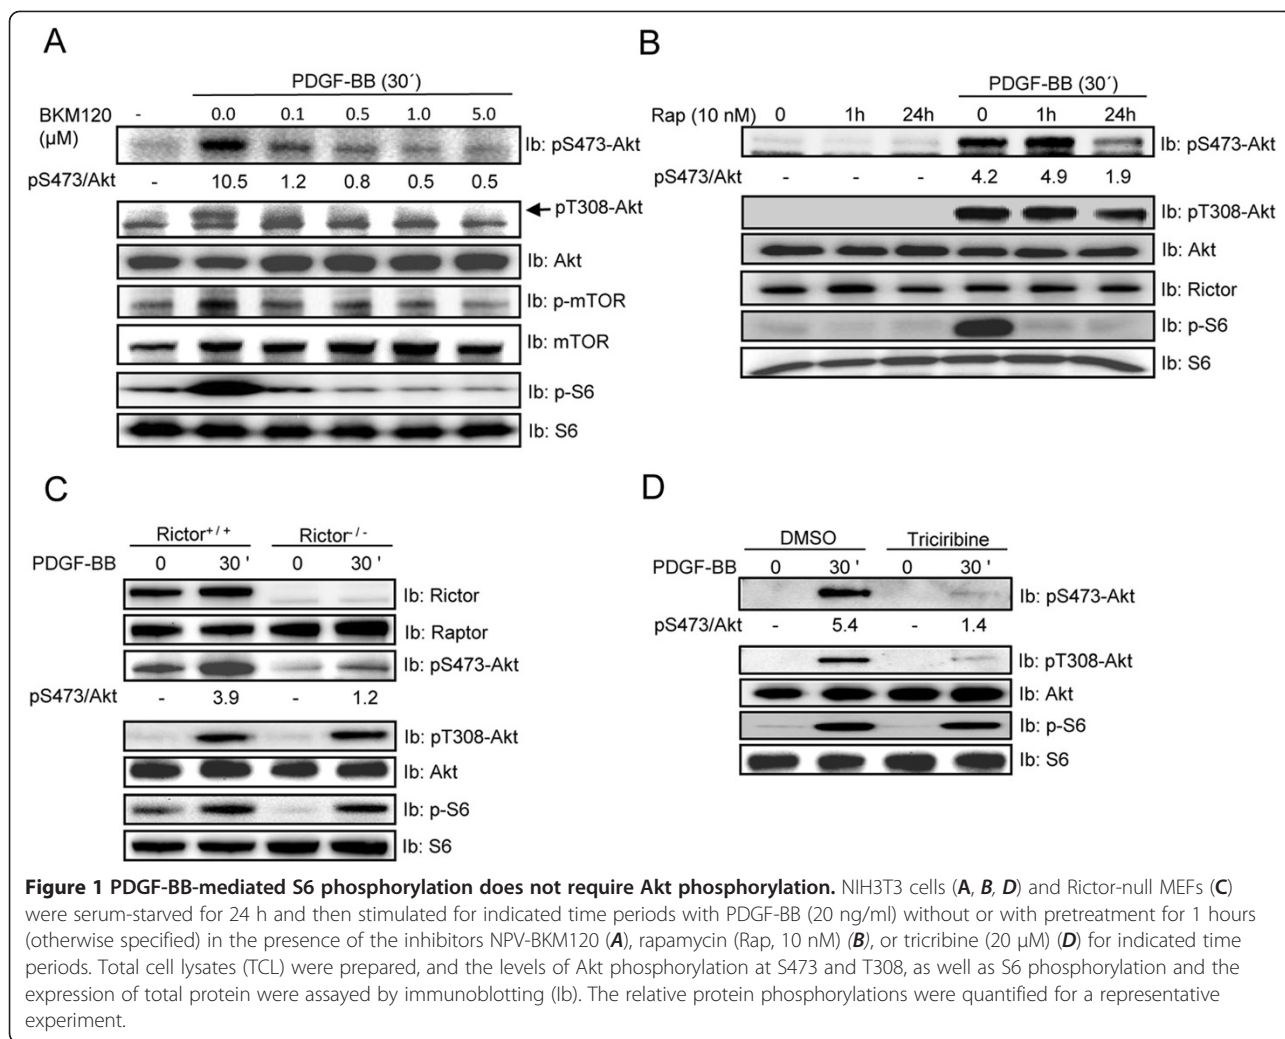 A
PDGF-BB (30´)
BKM120 (µM) - 0.0 0.1 0.5 1.0 5.0
Ib: pS473-Akt
pS473/Akt - 10.5 1.2 0.8 0.5 0.5
pT308-Akt
Ib: Akt
Ib: p-mTOR
Ib: mTOR
Ib: p-S6
Ib: S6
B
PDGF-BB (30´)
Rap (10 nM) 0 1h 24h 0 1h 24h
Ib: pS473-Akt
pS473/Akt - - - 4.2 4.9 1.9
Ib: pT308-Akt
Ib: Akt
Ib: Rictor
Ib: p-S6
Ib: S6
C
Rictor+/+ Rictor-/-
PDGF-BB 0 30 ' 0 30 '
Ib: Rictor
Ib: Raptor
Ib: pS473-Akt
pS473/Akt - 3.9 - 1.2
Ib: pT308-Akt
Ib: Akt
Ib: p-S6
Ib: S6
D
DMSO Triciribine
PDGF-BB 0 30 ' 0 30 '
Ib: pS473-Akt
pS473/Akt - 5.4 - 1.4
Ib: pT308-Akt
Ib: Akt
Ib: p-S6
Ib: S6
Figure 1 PDGF-BB-mediated S6 phosphorylation does not require Akt phosphorylation. NIH3T3 cells (A, B, D) and Rictor-null MEFs (C)
were serum-starved for 24 h and then stimulated for indicated time periods with PDGF-BB (20 ng/ml) without or with pretreatment for 1 hours
(otherwise specified) in the presence of the inhibitors NPV-BKM120 (A), rapamycin (Rap, 10 nM) (B), or tricribine (20 µM) (D) for indicated time
periods. Total cell lysates (TCL) were prepared, and the levels of Akt phosphorylation at S473 and T308, as well as S6 phosphorylation and the
expression of total protein were assayed by immunoblotting (Ib). The relative protein phosphorylations were quantified for a representative
experiment.